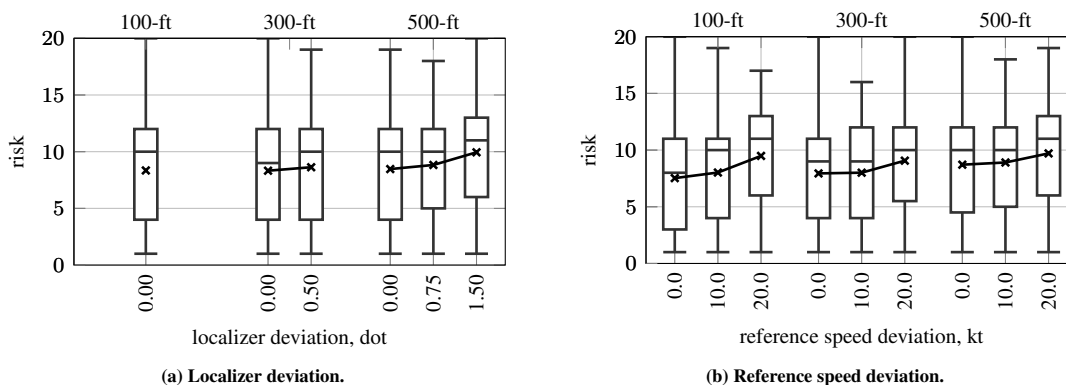 100-ft 300-ft 500-ft
20
15
10
5
0
risk
0.00 0.00 0.50 0.00 0.75 1.50
localizer deviation, dot
(a) Localizer deviation.
100-ft 300-ft 500-ft
20
15
10
5
0
risk
0.0 10.0 20.0 0.0 10.0 20.0 0.0 10.0 20.0
reference speed deviation, kt
(b) Reference speed deviation.